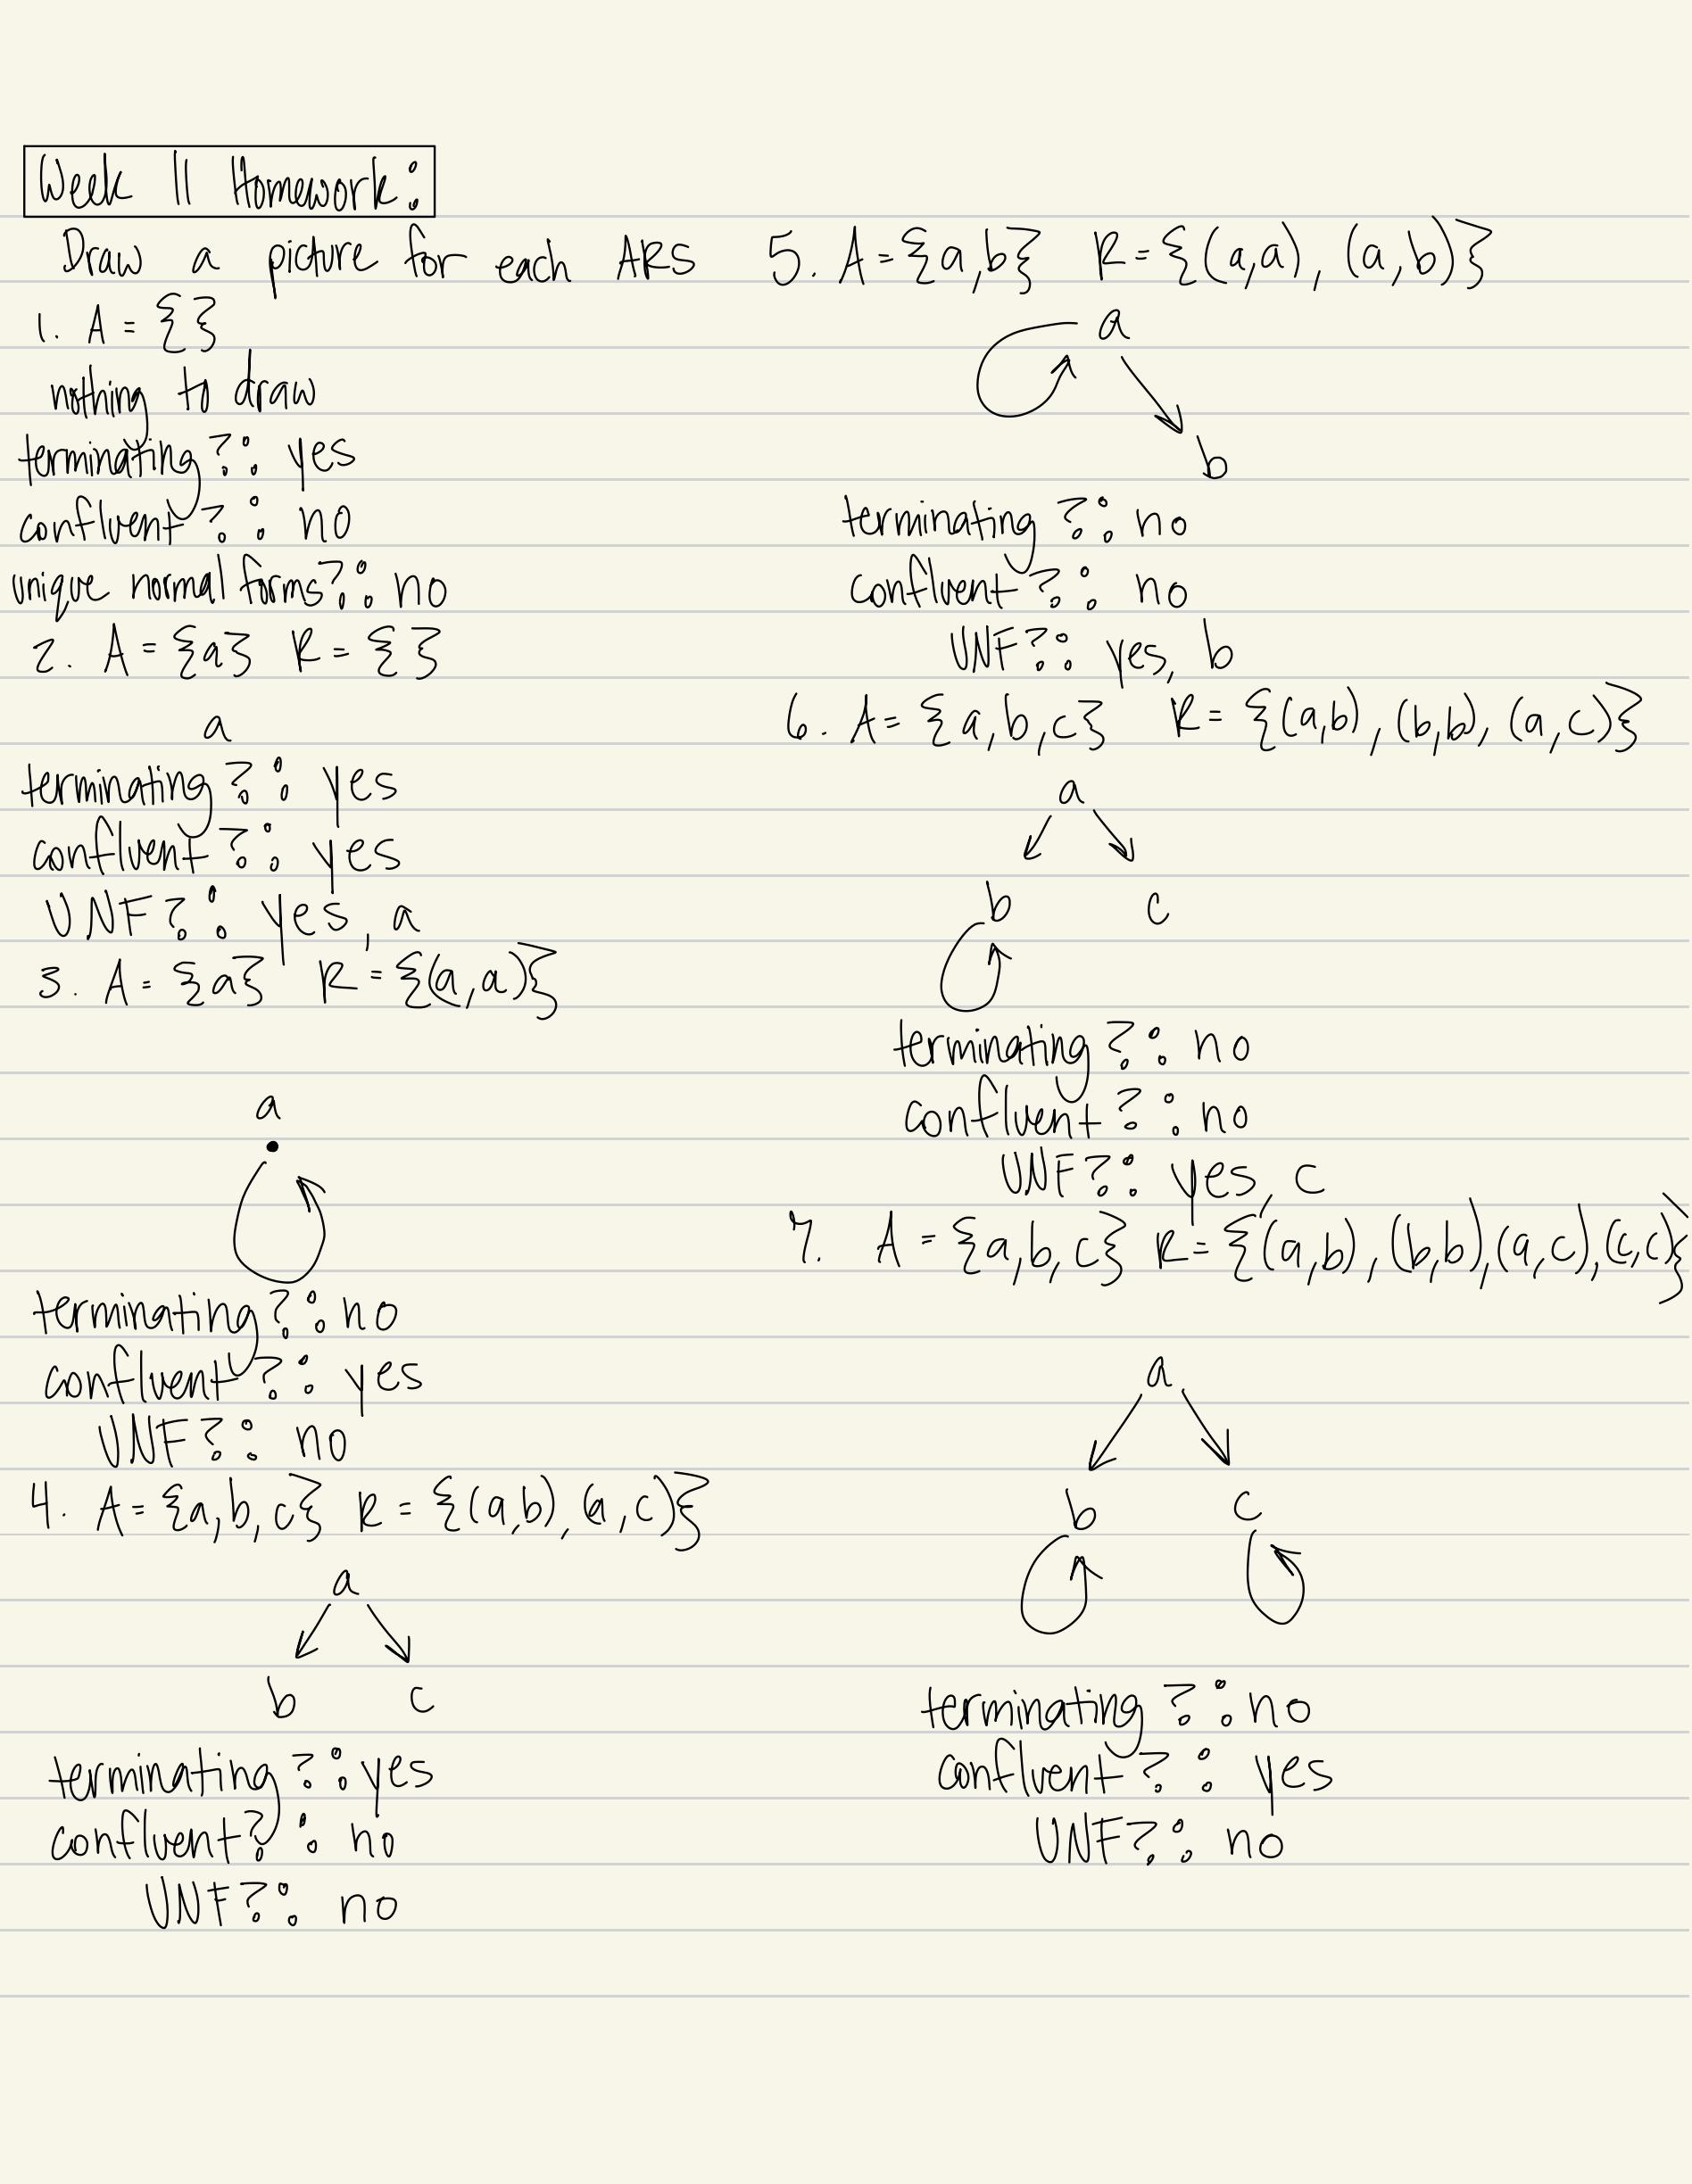 Week 11 Homework:
Draw a picture for each ARS
1. A = {}
nothing to draw
terminating?: yes
confluent?: no
unique normal forms?: no
2. A = {a} R = { }
a
terminating?: yes
confluent?: yes
UNF?: yes, a
3. A = {a} R = {(a,a)}
a
terminating?: no
confluent?: yes
UNF?: no
4. A = {a,b,c} R = {(a,b), (a,c)}
a
b c
terminating?: yes
confluent?: no
UNF?: no
5. A = {a,b} R = {(a,a), (a,b)}
a
b
terminating?: no
confluent?: no
UNF?: yes, b
6. A = {a,b,c} R = {(a,b), (b,b), (a,c)}
a
b c
terminating?: no
confluent?: no
UNF?: yes, c
7. A = {a,b,c} R = {(a,b), (b,b), (a,c), (c,c)}
a
b c
terminating?: no
confluent?: yes
UNF?: no